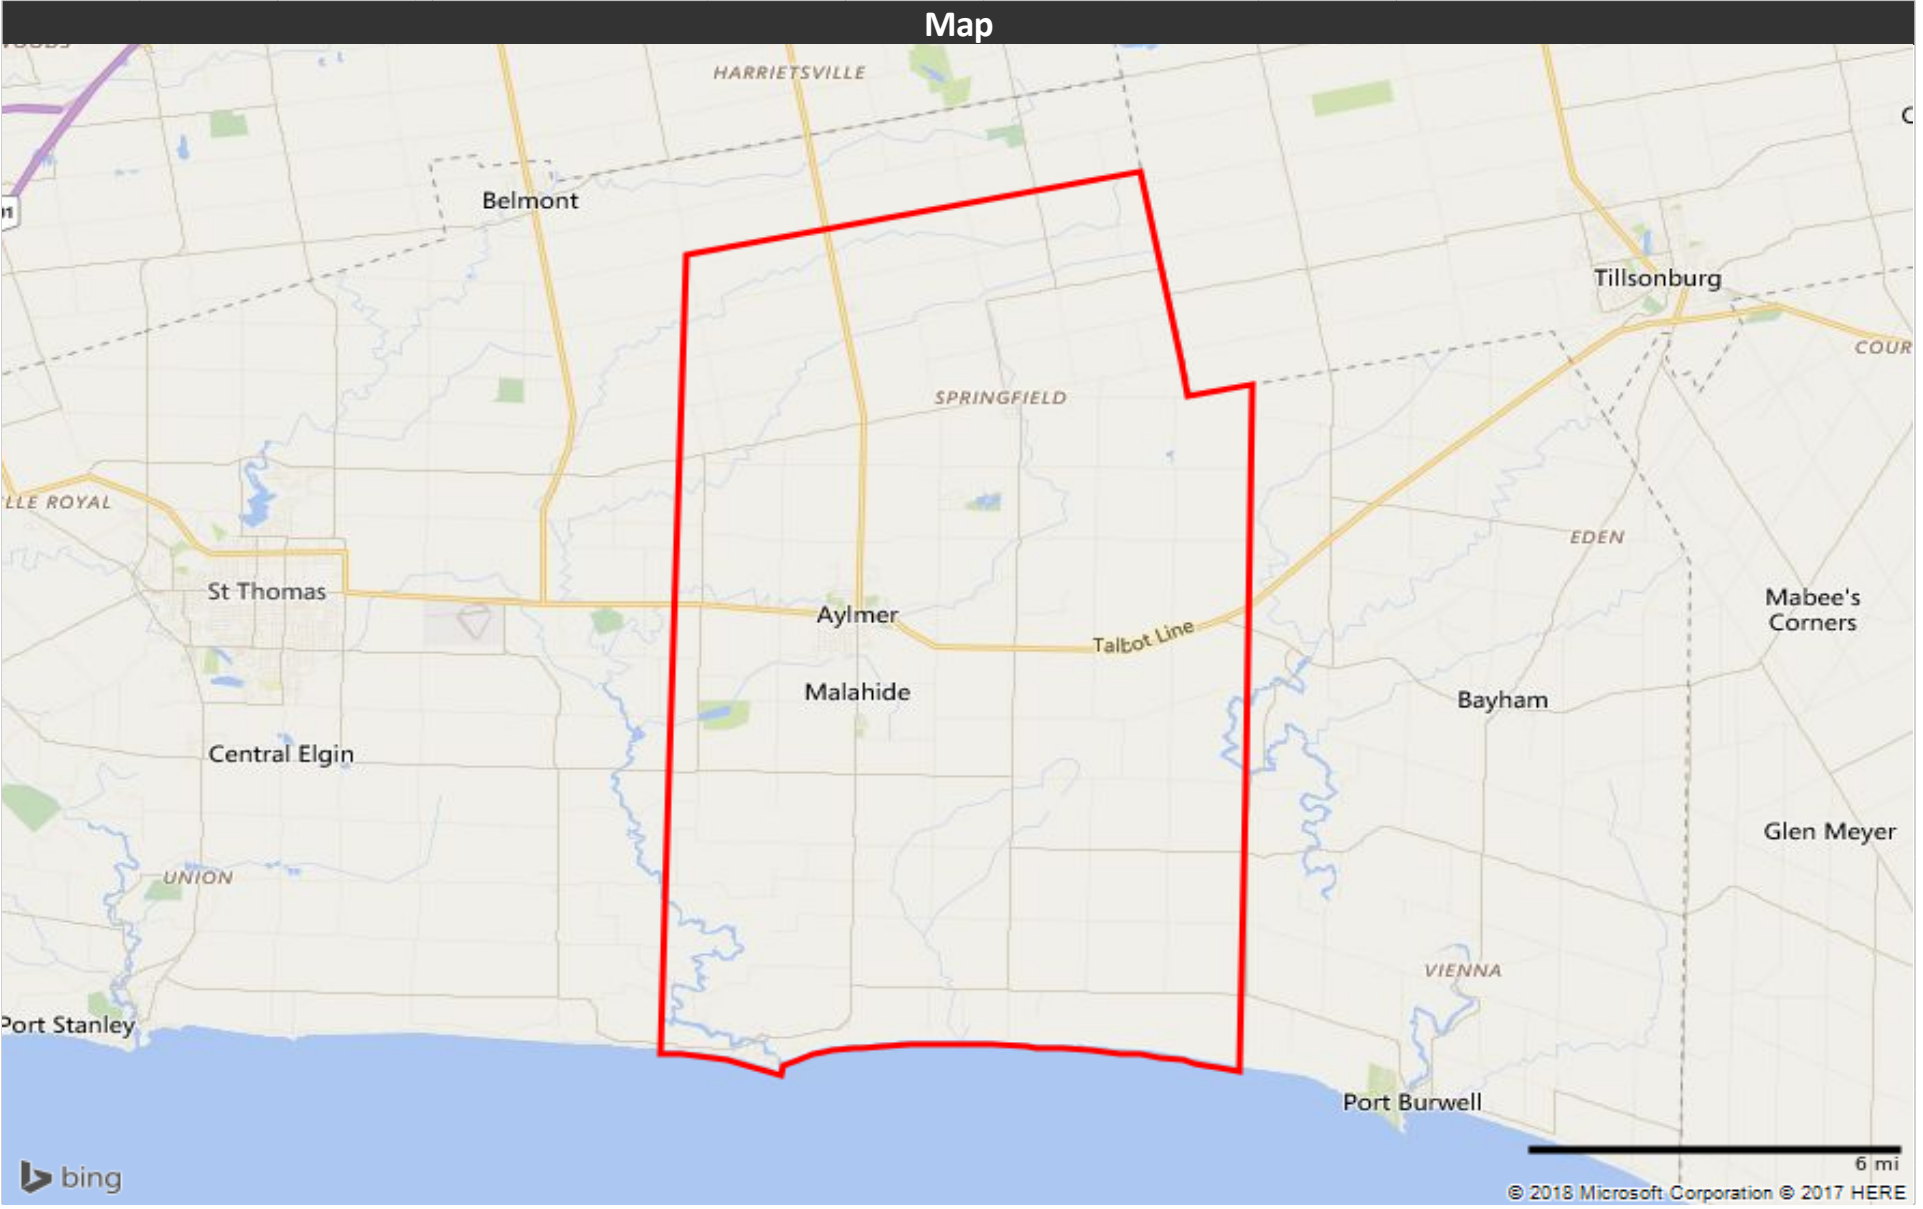 Map
HARRIETSVILLE
Belmont
Tillsonburg
SPRINGFIELD
LLE ROYAL
EDEN
St Thomas
Aylmer
Mabee's
Corners
Talbot Line
Malahide
Bayham
Central Elgin
Glen Meyer
UNION
VIENNA
Port Stanley
Port Burwell
6 mi
bing
© 2018 Microsoft Corporation © 2017 HERE